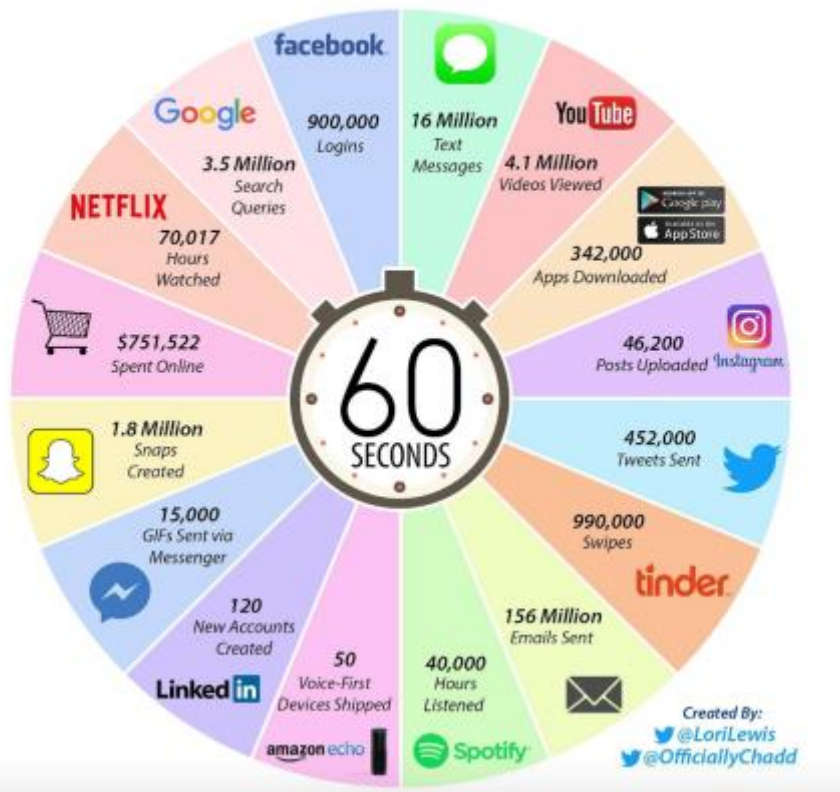 facebook
900,000
Logins
16 Million
Text
Messages
You Tube
4.1 Million
Videos Viewed
Google play
App Store
342,000
Apps Downloaded
46,200
Posts Uploaded
Instagram
452,000
Tweets Sent
990,000
Swipes
tinder
156 Million
Emails Sent
40,000
Hours
Listened
Spotify
50
Voice-First
Devices Shipped
amazon echo
120
New Accounts
Created
Linked in
15,000
GIFs Sent via
Messenger
1.8 Million
Snaps
Created
$751,522
Spent Online
NETFLIX
70,017
Hours
Watched
Google
3.5 Million
Search
Queries
60
SECONDS
Created By:
@LoriLewis
@OfficiallyChadd